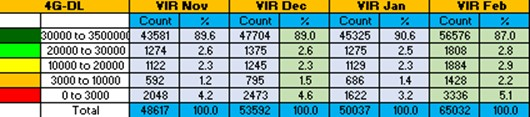 4G-DL VIR Nov VIR Dec VIR Jan VIR Feb
Count % Count % Count % Count %
30000 to 3500000 43581 89.6 47704 89.0 45325 90.6 56576 87.0
20000 to 30000 1274 2.6 1375 2.6 1275 2.5 1808 2.8
10000 to 20000 1122 2.3 1245 2.3 1129 2.3 1884 2.9
3000 to 10000 592 1.2 795 1.5 686 1.4 1428 2.2
0 to 3000 2048 4.2 2473 4.6 1622 3.2 3336 5.1
Total 48617 100.0 53592 100.0 50037 100.0 65032 100.0